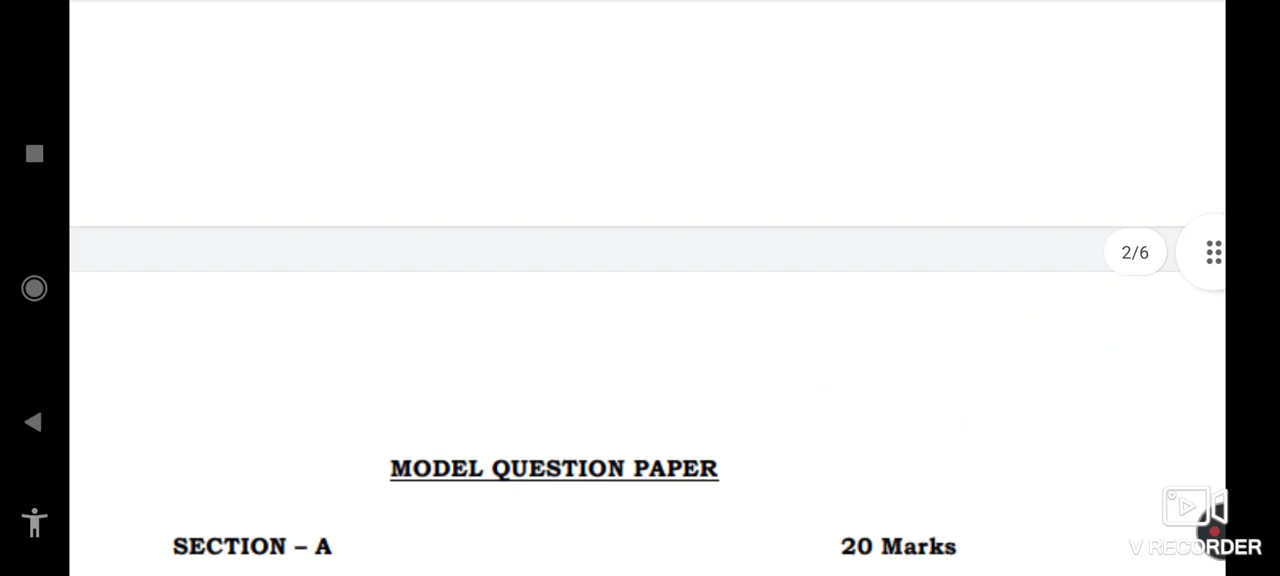 2/6
MODEL QUESTION PAPER
SECTION – A 20 Marks
V RECORDER